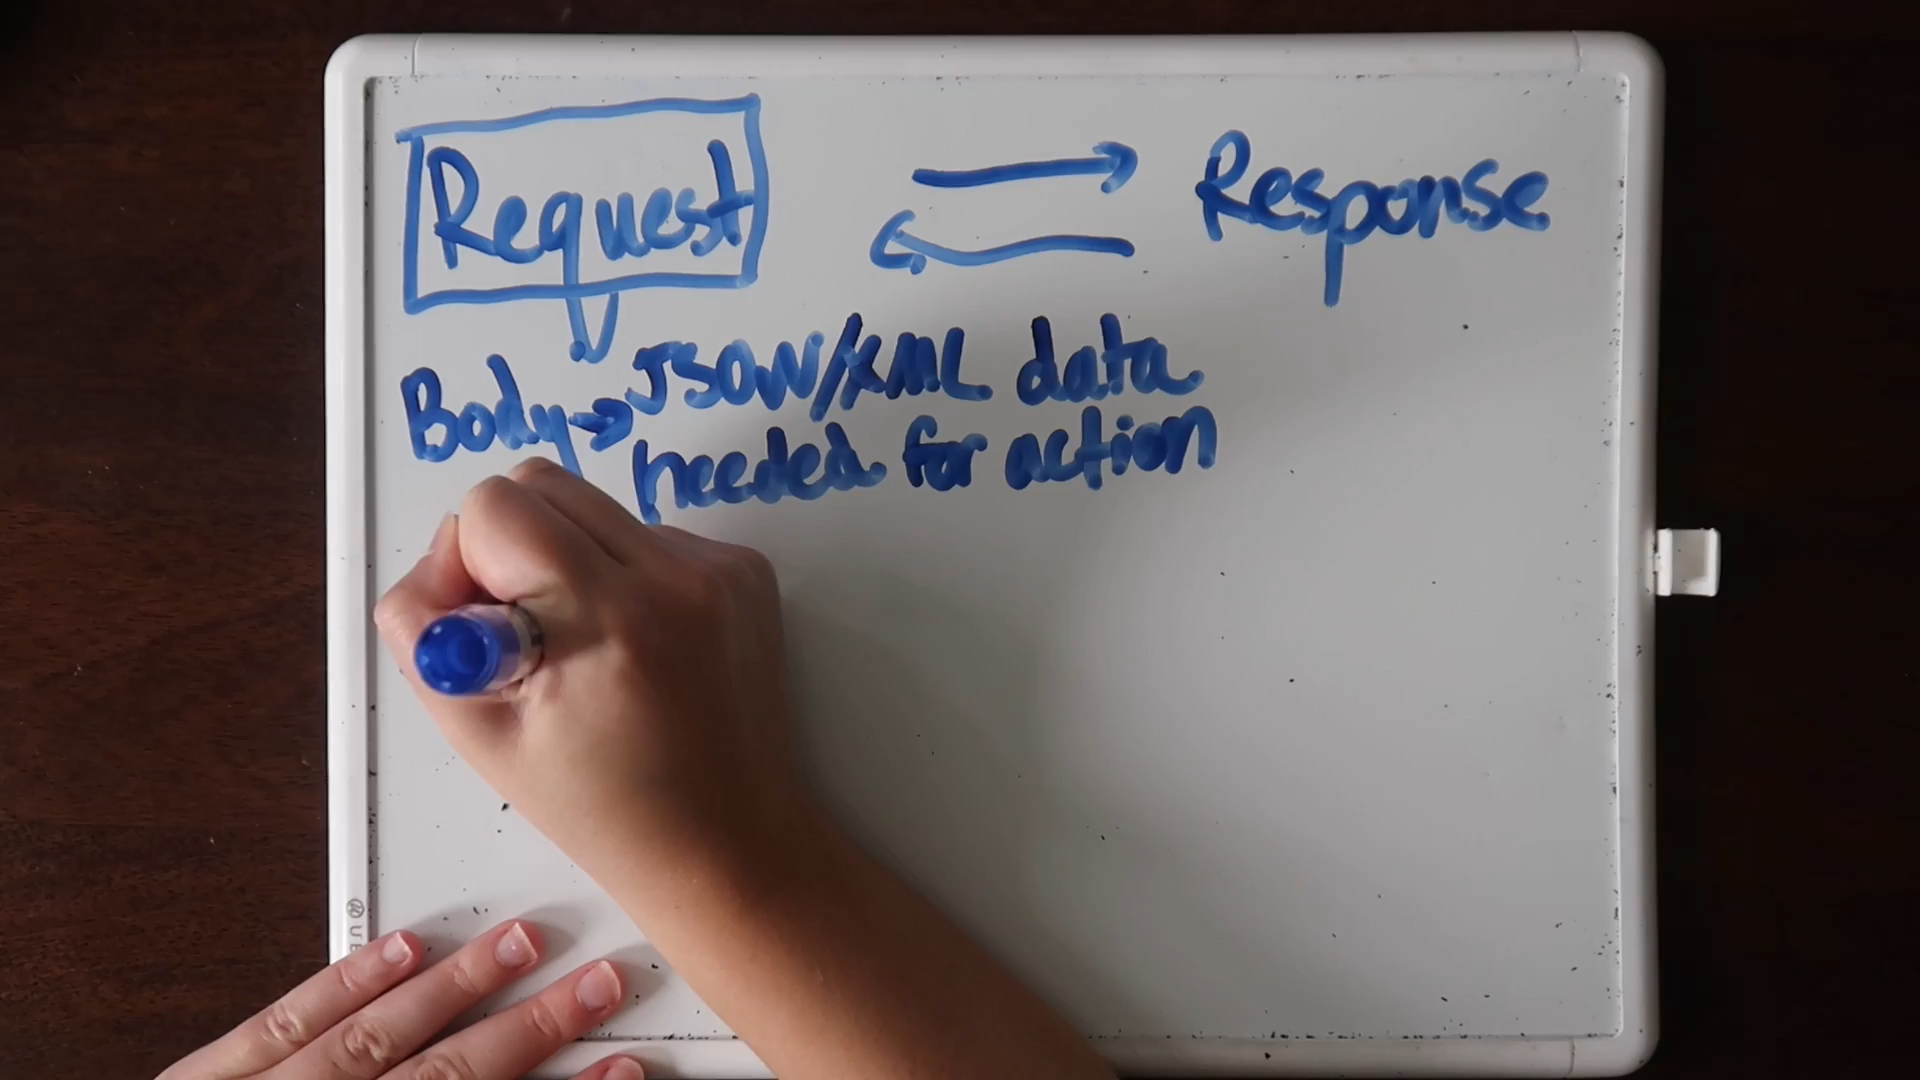 Request
Response
Body → JSON/XML data
needed for action